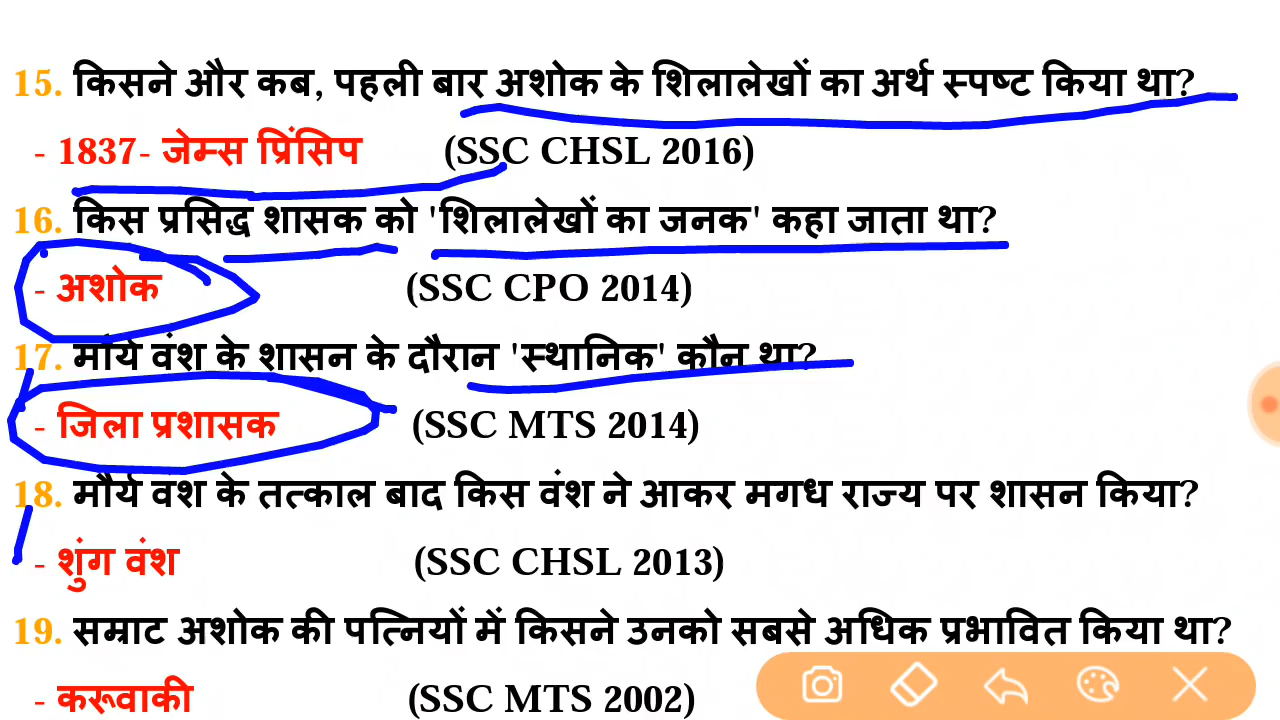 15. किसने और कब, पहली बार अशोक के शिलालेखों का अर्थ स्पष्ट किया था?
- 1837- जेम्स प्रिंसिप (SSC CHSL 2016)
16. किस प्रसिद्ध शासक को 'शिलालेखों का जनक' कहा जाता था?
- अशोक (SSC CPO 2014)
17. मौर्य वंश के शासन के दौरान 'स्थानिक' कौन था?
- जिला प्रशासक (SSC MTS 2014)
18. मौर्य वश के तत्काल बाद किस वंश ने आकर मगध राज्य पर शासन किया?
- शुंग वंश (SSC CHSL 2013)
19. सम्राट अशोक की पत्नियों में किसने उनको सबसे अधिक प्रभावित किया था?
- करूवाकी (SSC MTS 2002)